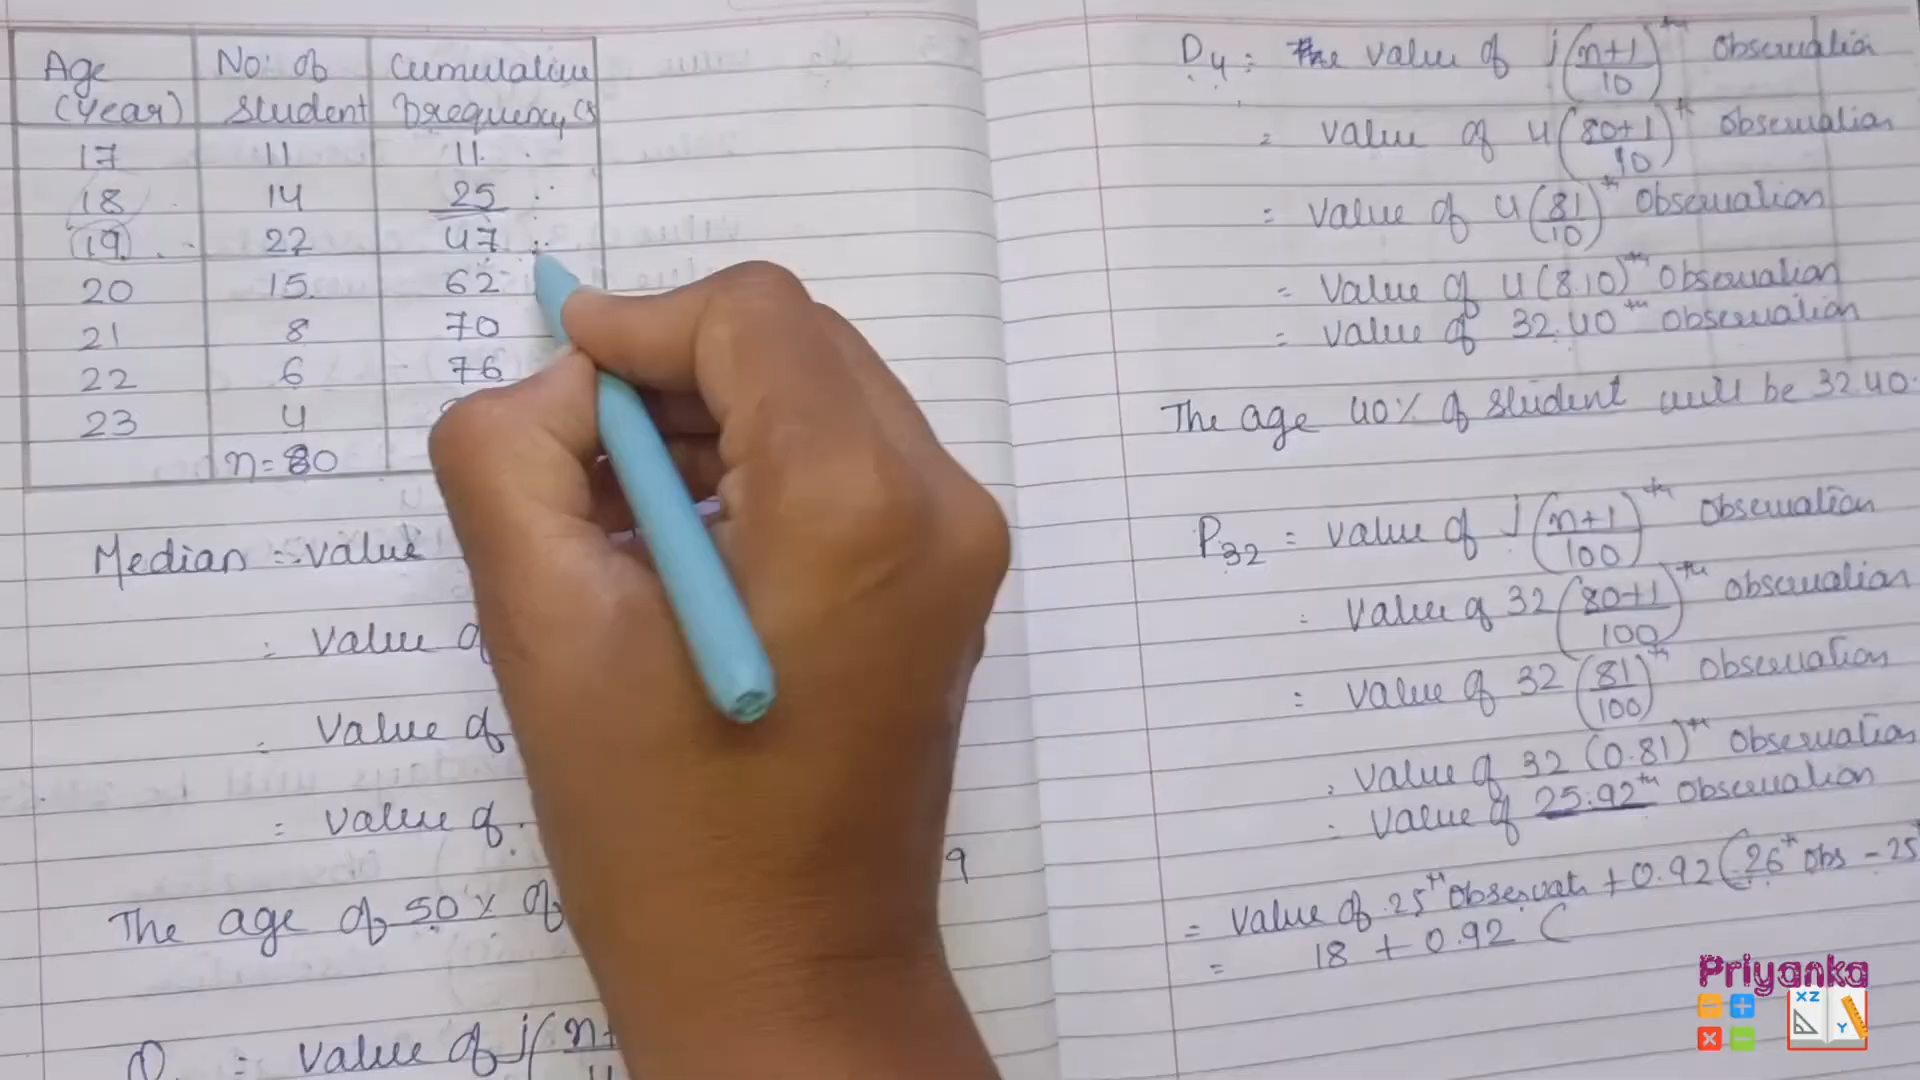 Age No: of Cumulative
(Year) Student frequency
17 11 11
18 14 25
19 22 47
20 15 62
21 8 70
22 6 76
23 4
n = 80
Median = value
= Value
= Value of
= Value of
The age of 50% of
9
= Value of j(
D4 = The value of j(n+1/10)th Observation
= Value of 4(80+1/10)th Observation
= Value of 4(81/10)th Observation
= Value of 4(8.10)th Observation
= Value of 32.40th Observation
The age 40% of Student will be 32.40.
P32 = Value of j(n+1/100)th Observation
= Value of 32(80+1/100)th Observation
= Value of 32(81/100)th Observation
= Value of 32(0.81)th Observation
= Value of 25.92th Observation
= Value of 25th Observat + 0.92(26th Obs - 25
= 18 + 0.92 (
Priyanka
XZ
Y